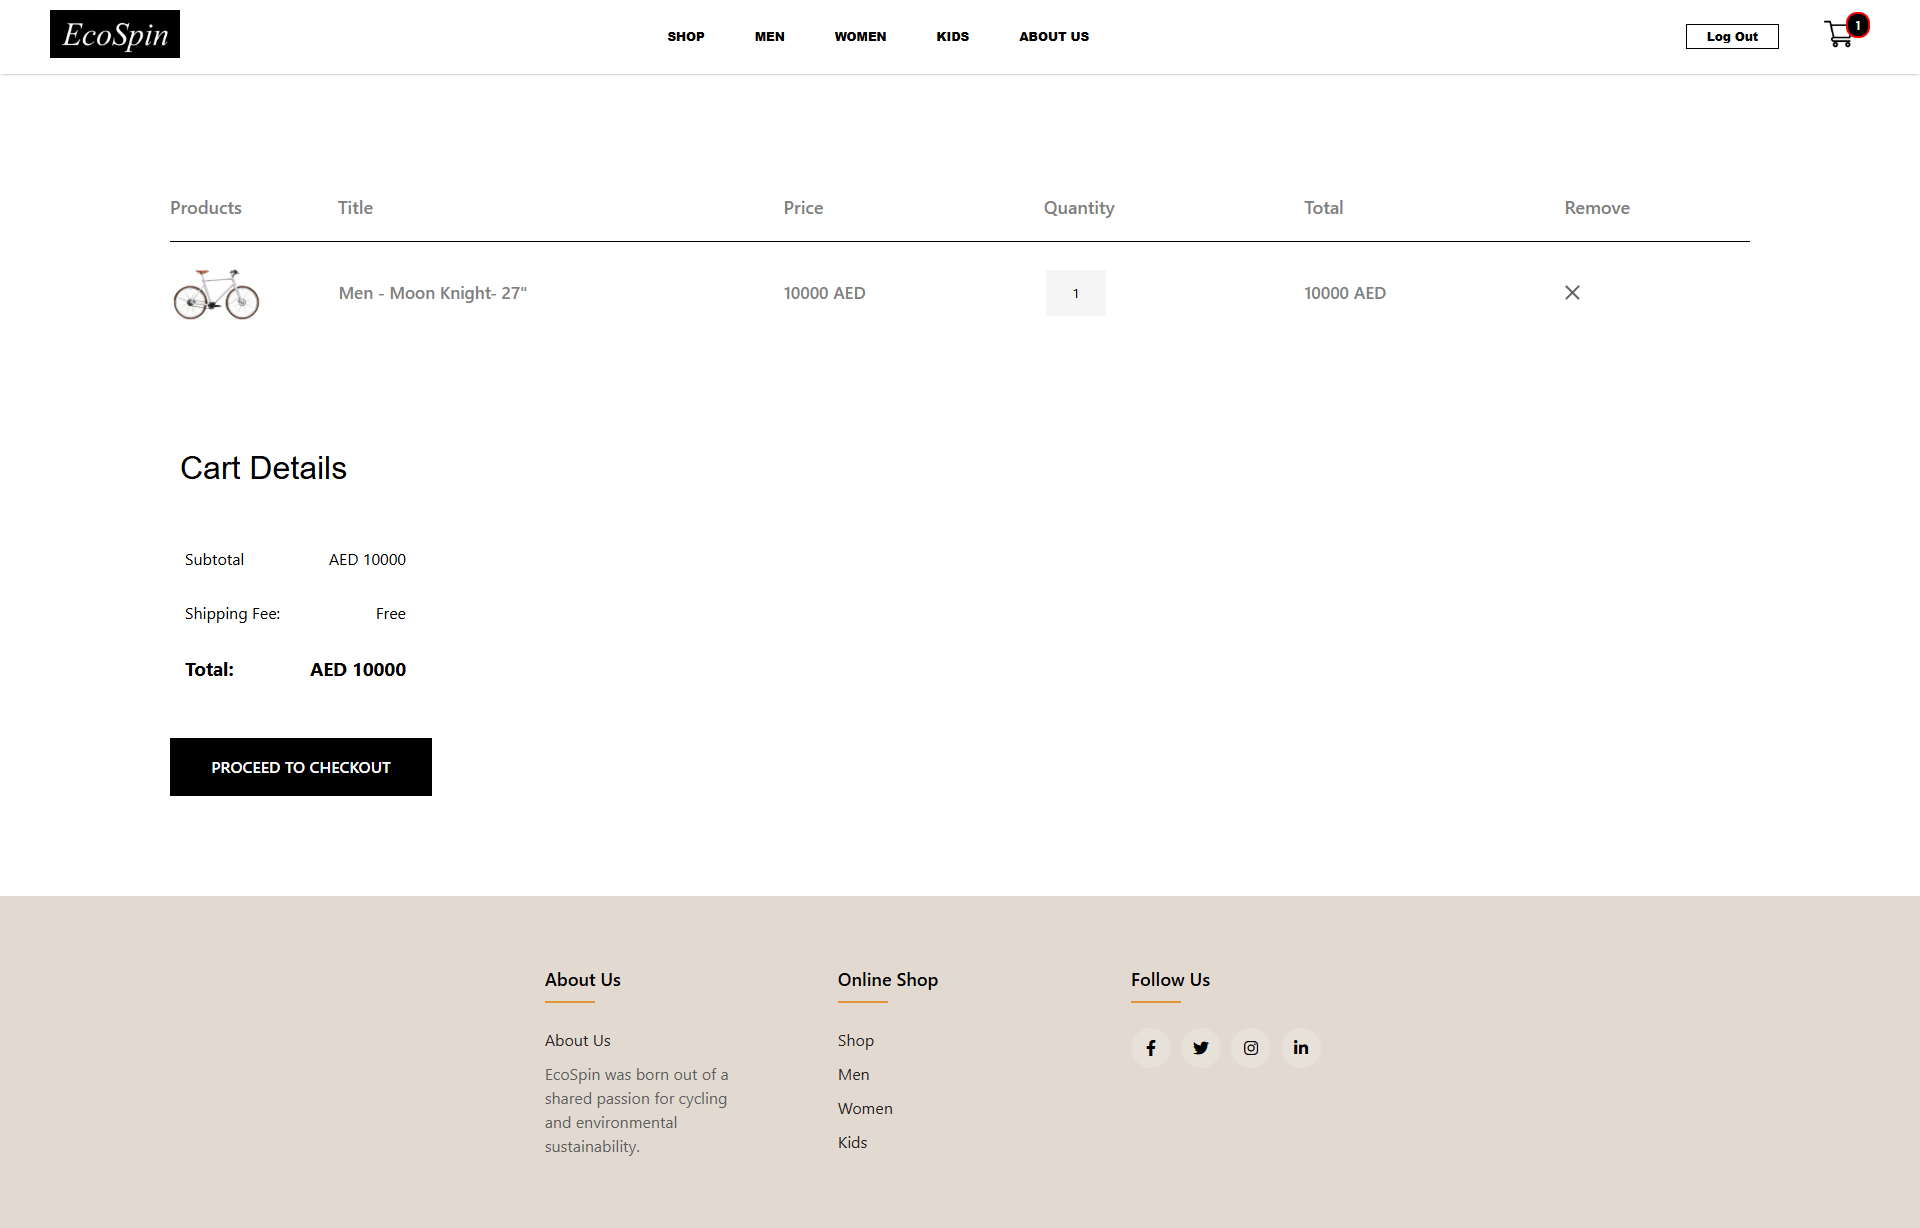 EcoSpin
SHOP MEN WOMEN KIDS ABOUT US
Log Out
1
Products Title Price Quantity Total Remove
Men - Moon Knight- 27" 10000 AED 1 10000 AED
Cart Details
Subtotal AED 10000
Shipping Fee: Free
Total: AED 10000
PROCEED TO CHECKOUT
About Us
About Us
EcoSpin was born out of a
shared passion for cycling
and environmental
sustainability.
Online Shop
Shop
Men
Women
Kids
Follow Us